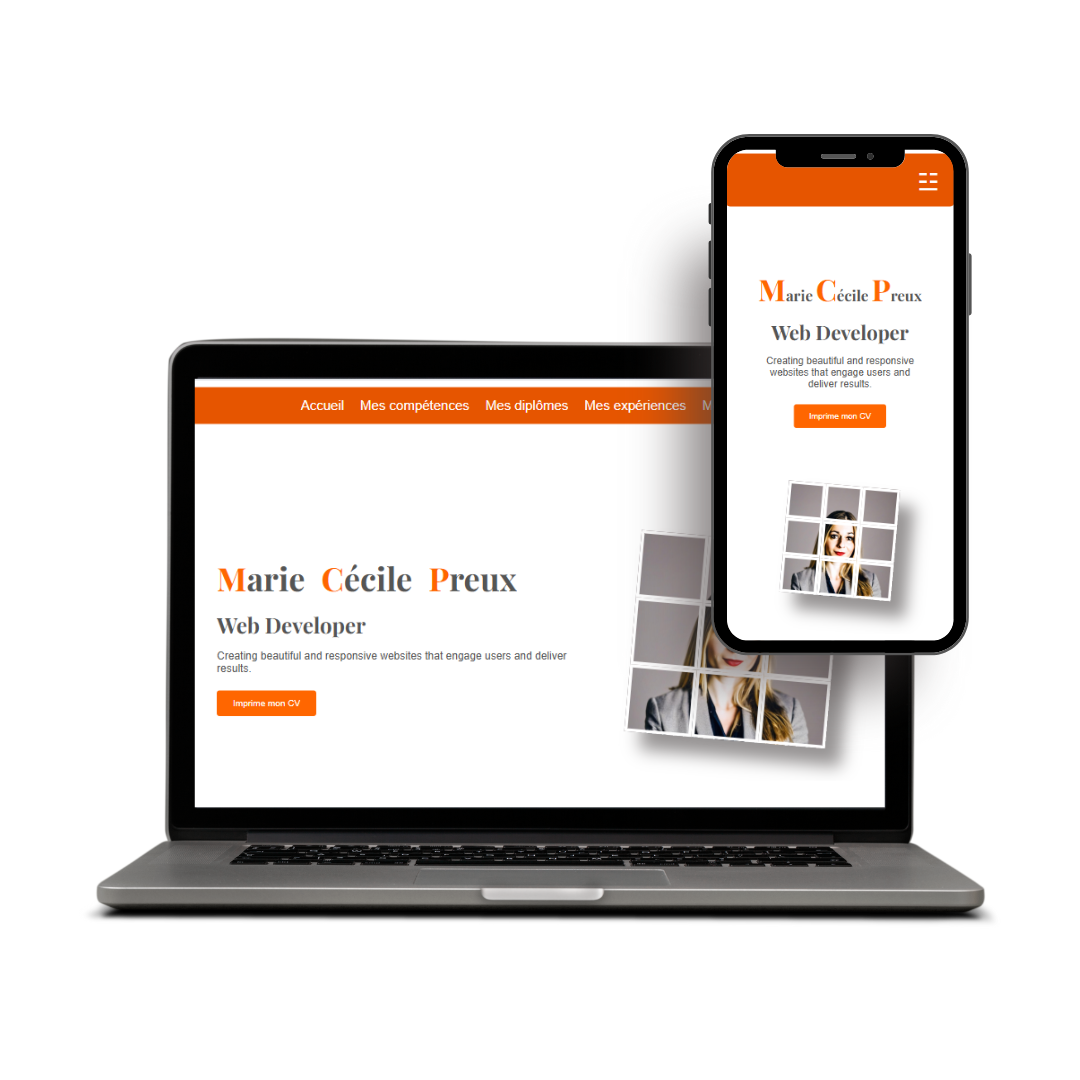 Accueil Mes compétences Mes diplômes Mes expériences M
Marie Cécile Preux
Web Developer
Creating beautiful and responsive websites that engage users and deliver
results.
Imprime mon CV
Marie Cécile Preux
Web Developer
Creating beautiful and responsive
websites that engage users and
deliver results.
Imprime mon CV